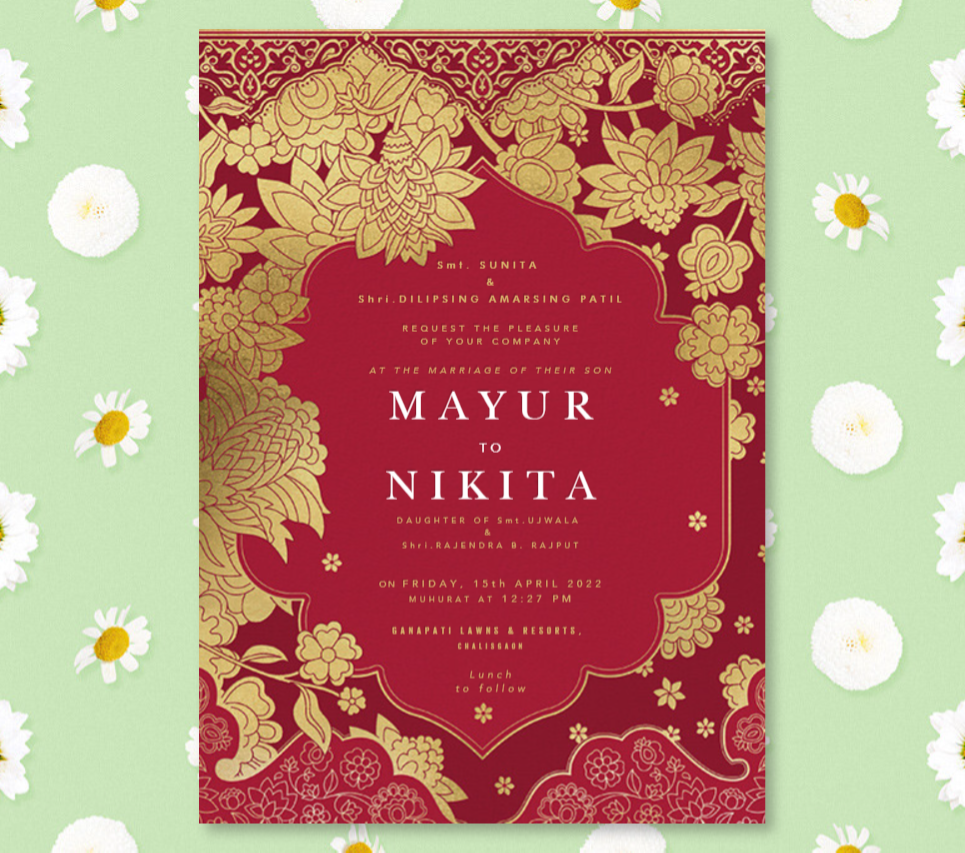 Smt. SUNITA
&
Shri.DILIPSING AMARSING PATIL
REQUEST THE PLEASURE
OF YOUR COMPANY
AT THE MARRIAGE OF THEIR SON
MAYUR
TO
NIKITA
DAUGHTER OF Smt.UJWALA
&
Shri.RAJENDRA B. RAJPUT
ON FRIDAY, 15th APRIL 2022
MUHURAT AT 12:27 PM
GANAPATI LAWNS & RESORTS,
CHALISGAON
Lunch
to follow